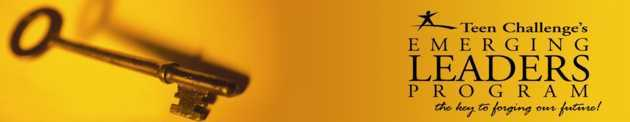 Teen Challenge's
EMERGING
LEADERS
PROGRAM
the key to forging our future!